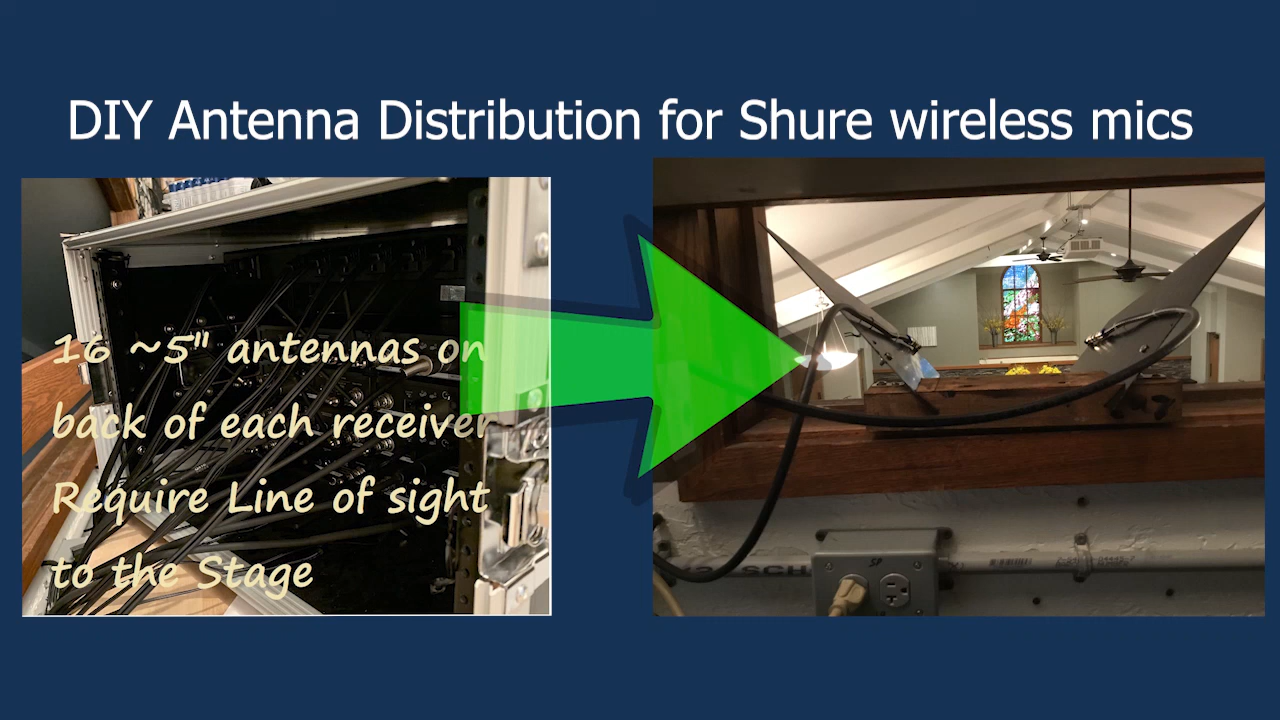 DIY Antenna Distribution for Shure wireless mics
16 ~5" antennas on
back of each receiver
Require Line of sight
to the Stage
SCH